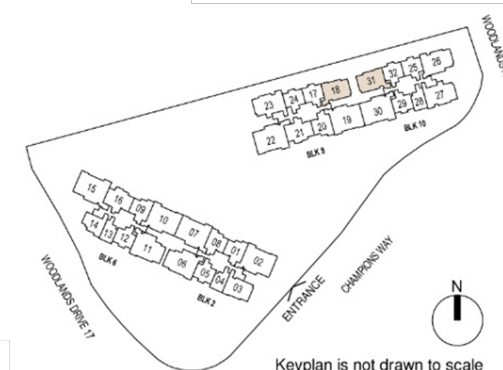 WOODLANDS
23 24 17 18 31 32 25 26
22 21 20 19 30 29 28 27
BLK 8
BLK 10
15 16 09 10 07 08 01 02
14 13 12 11 06 05 04 03
BLK 6
BLK 2
WOODLANDS DRIVE 17
ENTRANCE
CHAMPIONS WAY
N
Keyplan is not drawn to scale